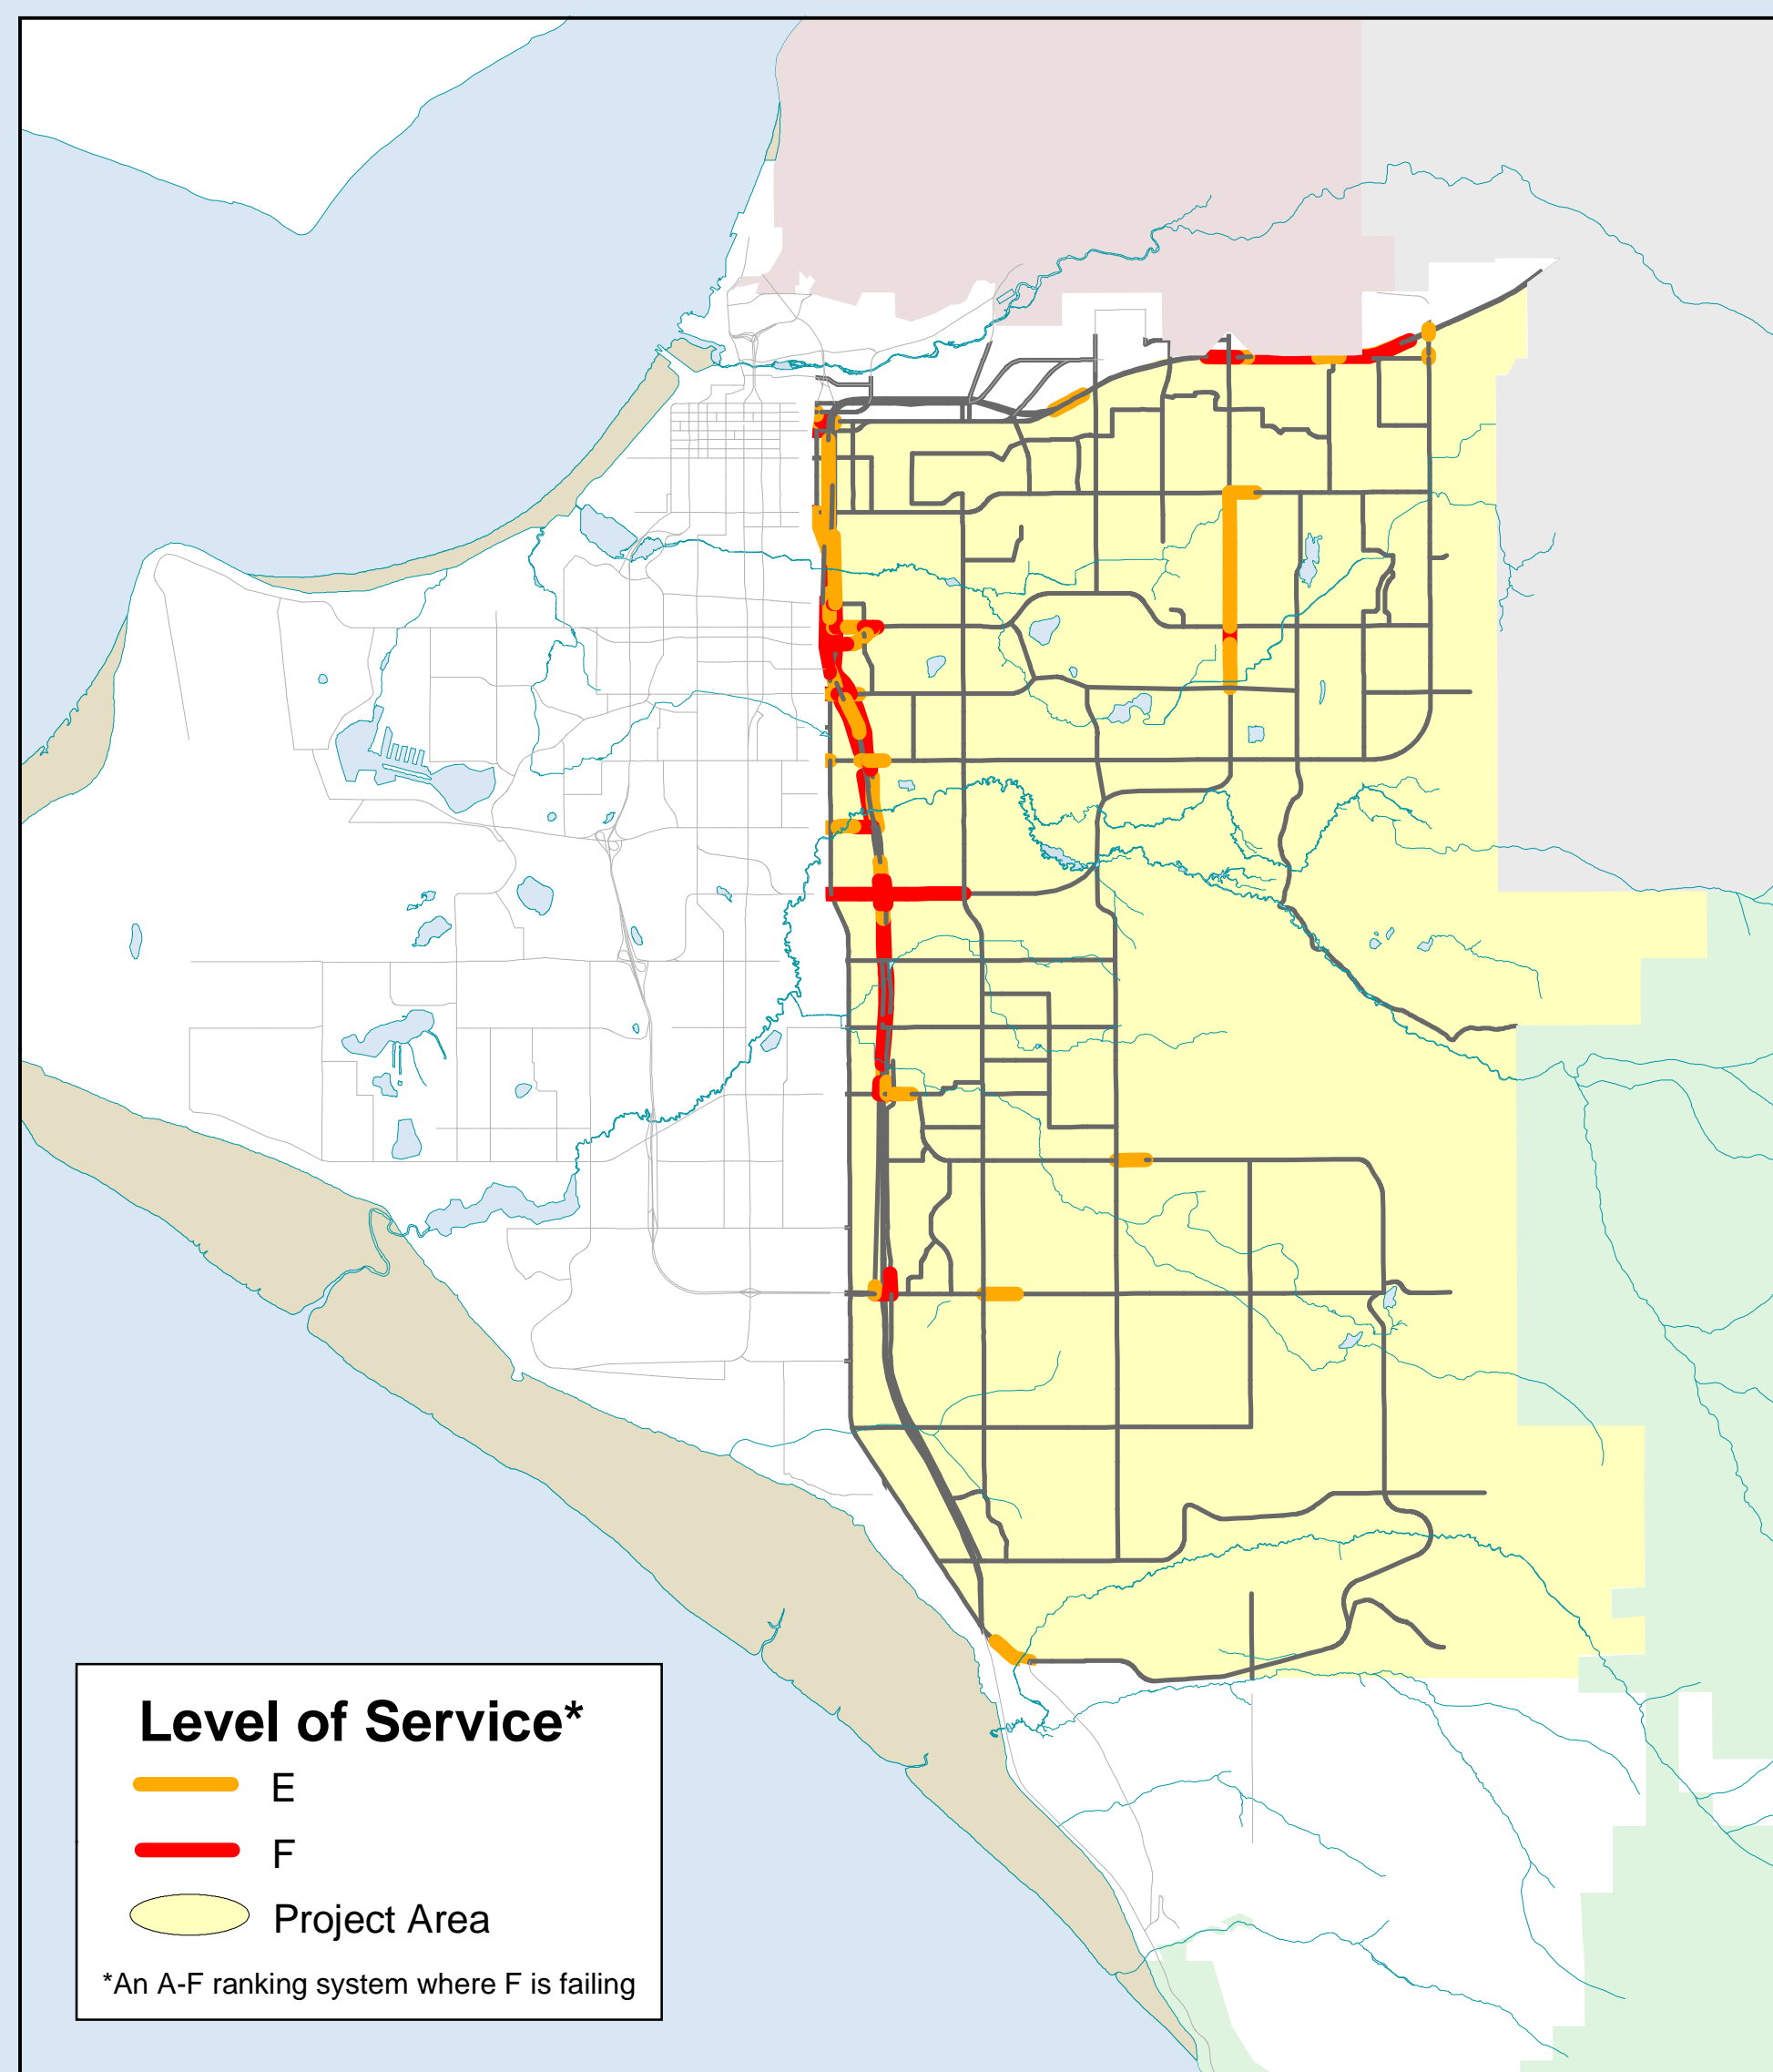 Level of Service*
E
F
Project Area
*An A-F ranking system where F is failing